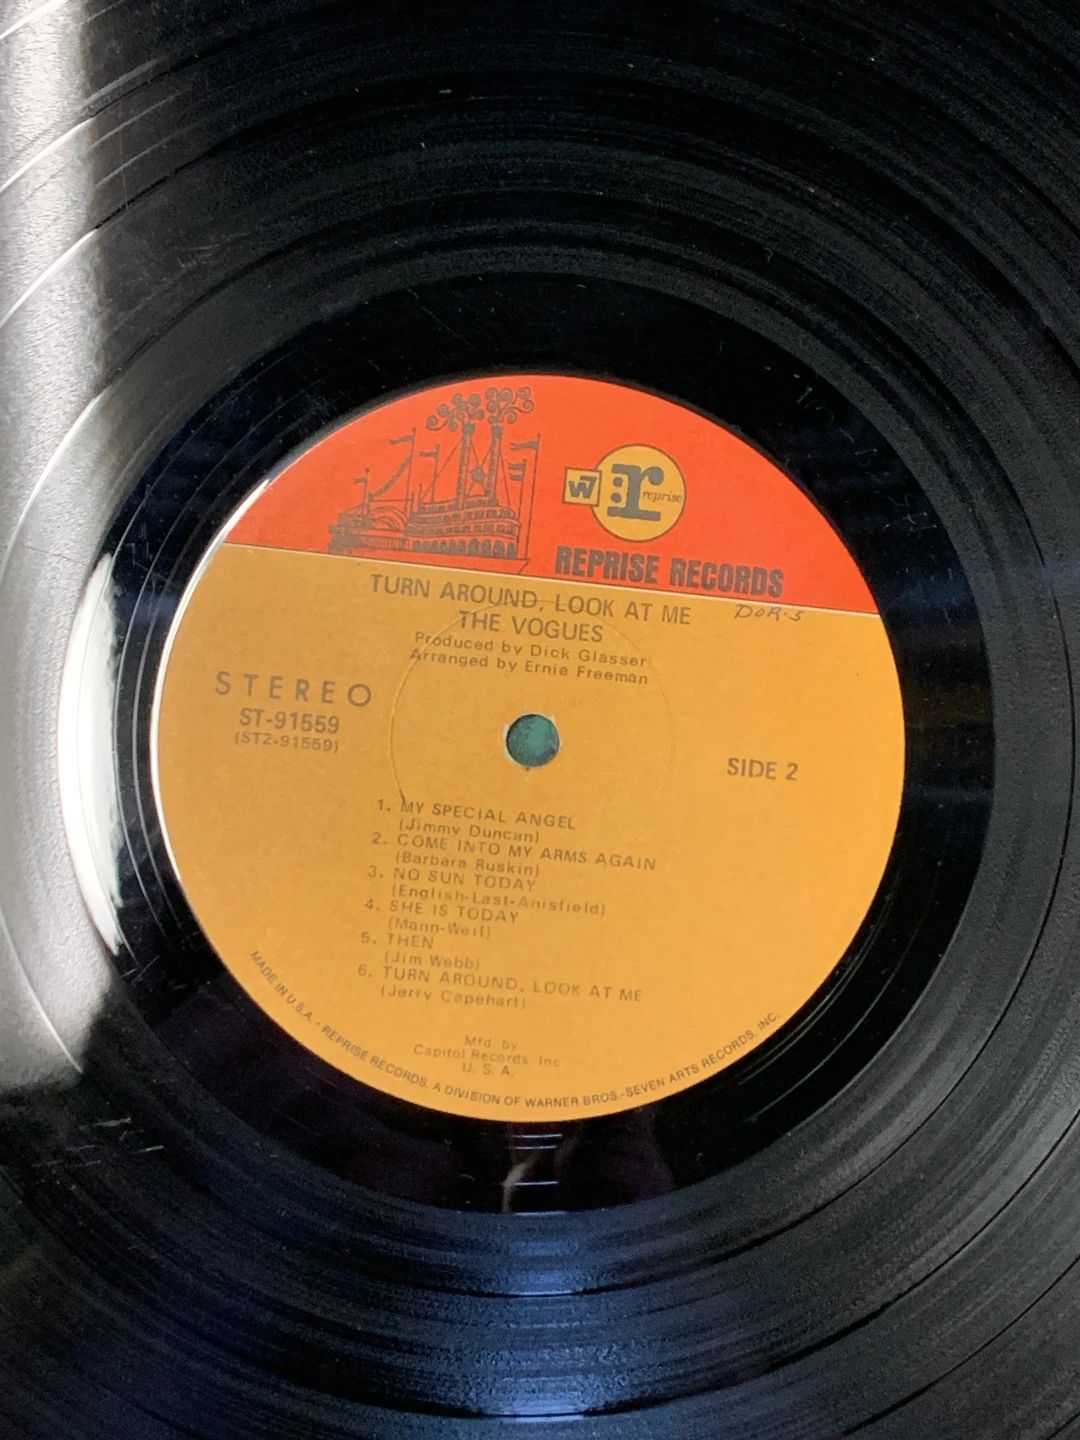 W7 r: reprise
REPRISE RECORDS
TURN AROUND, LOOK AT ME
DOR.S
THE VOGUES
Produced by Dick Glasser
Arranged by Ernie Freeman
STEREO
ST-91559
(ST2-91559)
SIDE 2
1. MY SPECIAL ANGEL
(Jimmy Duncan)
2. COME INTO MY ARMS AGAIN
(Barbara Ruskin)
3. NO SUN TODAY
(English-Last-Anisfield)
4. SHE IS TODAY
(Mann-Weil)
5. THEN
(Jim Webb)
6. TURN AROUND, LOOK AT ME
(Jerry Capehart)
Mfd. by
Capitol Records, Inc
U. S. A.
MADE IN U.S.A. • REPRISE RECORDS, A DIVISION OF WARNER BROS.-SEVEN ARTS RECORDS, INC.